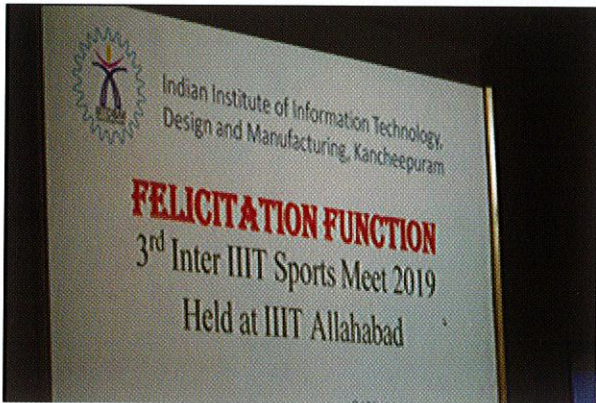 Indian Institute of Information Technology,
Design and Manufacturing, Kancheepuram
FELICITATION FUNCTION
3rd Inter IIIT Sports Meet 2019
Held at IIIT Allahabad